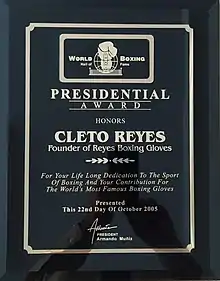 WORLD BOXING
Hall of Fame
PRESIDENTIAL
AWARD
HONORS
CLETO REYES
Founder of Reyes Boxing Gloves
For Your Life Long Dedication To The Sport
Of Boxing And Your Contribution For
The World's Most Famous Boxing Gloves
Presented
This 22nd Day Of October 2005
PRESIDENT
Armando Muñiz